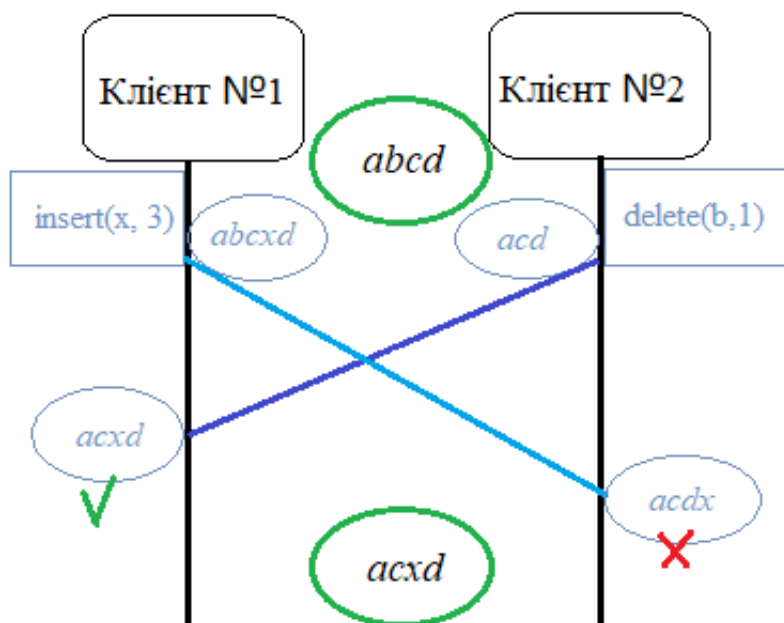 Клієнт №1
Клієнт №2
abcd
insert(x, 3)
abcxd
acd
delete(b,1)
acxd
acdx
acxd